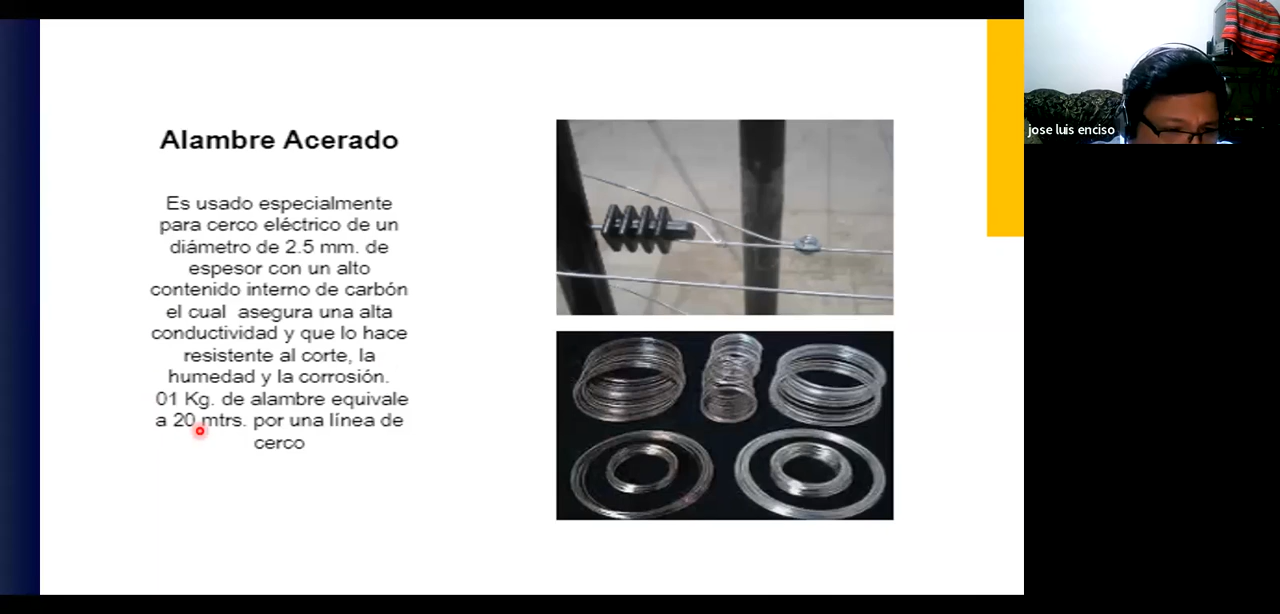 Alambre Acerado
Es usado especialmente
para cerco eléctrico de un
diámetro de 2.5 mm. de
espesor con un alto
contenido interno de carbón
el cual asegura una alta
conductividad y que lo hace
resistente al corte, la
humedad y la corrosión.
01 Kg. de alambre equivale
a 20 mtrs. por una línea de
cerco
jose luis enciso